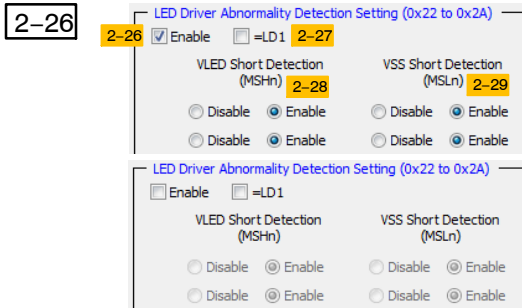 2–26
LED Driver Abnormality Detection Setting (0x22 to 0x2A)
2–26 Enable =LD1 2–27
VLED Short Detection VSS Short Detection
(MSHn) 2–28 (MSLn) 2–29
Disable Enable Disable Enable
Disable Enable Disable Enable
LED Driver Abnormality Detection Setting (0x22 to 0x2A)
Enable =LD1
VLED Short Detection VSS Short Detection
(MSHn) (MSLn)
Disable Enable Disable Enable
Disable Enable Disable Enable